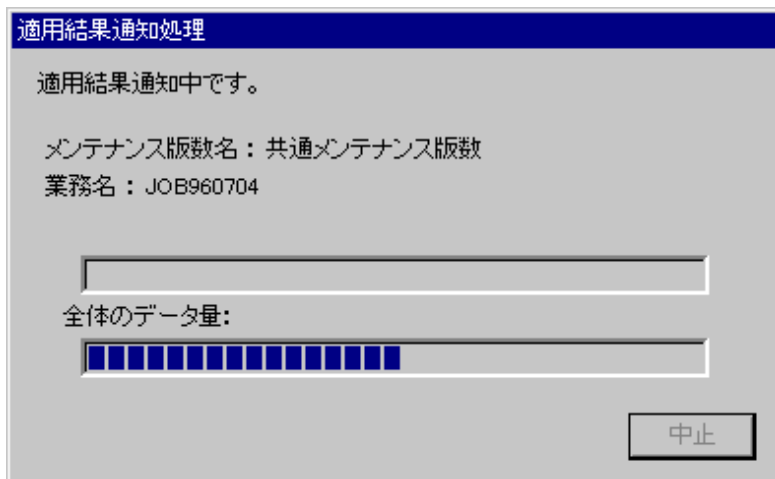 適用結果通知処理
適用結果通知中です。
メンテナンス版数名：共通メンテナンス版数
業務名：JOB960704
全体のデータ量:
中止